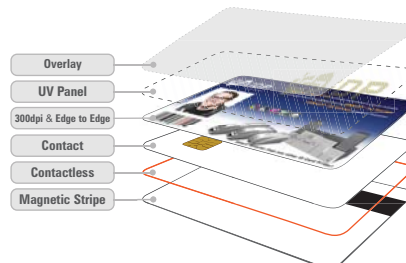 Overlay
UV Panel
300dpi & Edge to Edge
Contact
Contactless
Magnetic Stripe